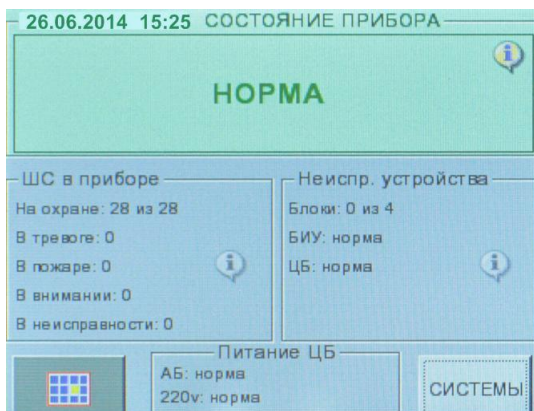 26.06.2014 15:25 СОСТОЯНИЕ ПРИБОРА
НОРМА
ШС в приборе
На охране: 28 из 28
В тревоге: 0
В пожаре: 0
В внимании: 0
В неисправности: 0
Неиспр. устройства
Блоки: 0 из 4
БИУ: норма
ЦБ: норма
Питание ЦБ
АБ: норма
220v: норма
СИСТЕМЫ